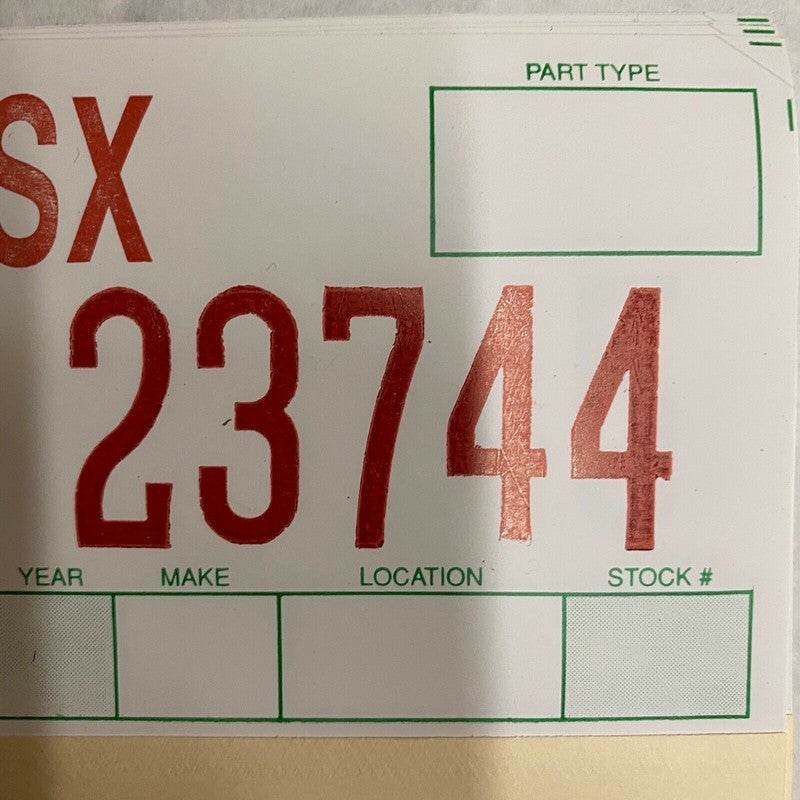 PART TYPE
SX
23744
YEAR MAKE LOCATION STOCK #